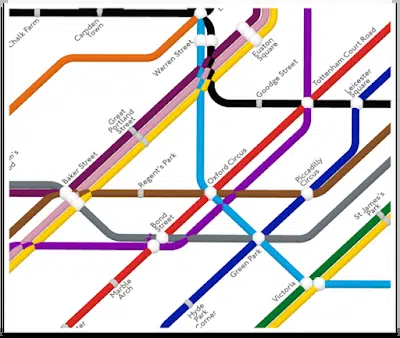 Chalk Farm
Camden
Town
Warren Street
Euston
Square
Goodge Street
Tottenham Court Road
Leicester
Square
Great
Portland
Street
Baker Street
Regent's Park
Oxford Circus
Piccadilly
Circus
Bond
Street
St James's
Park
Green Park
Victoria
Marble
Arch
Hyde
Park
Corner